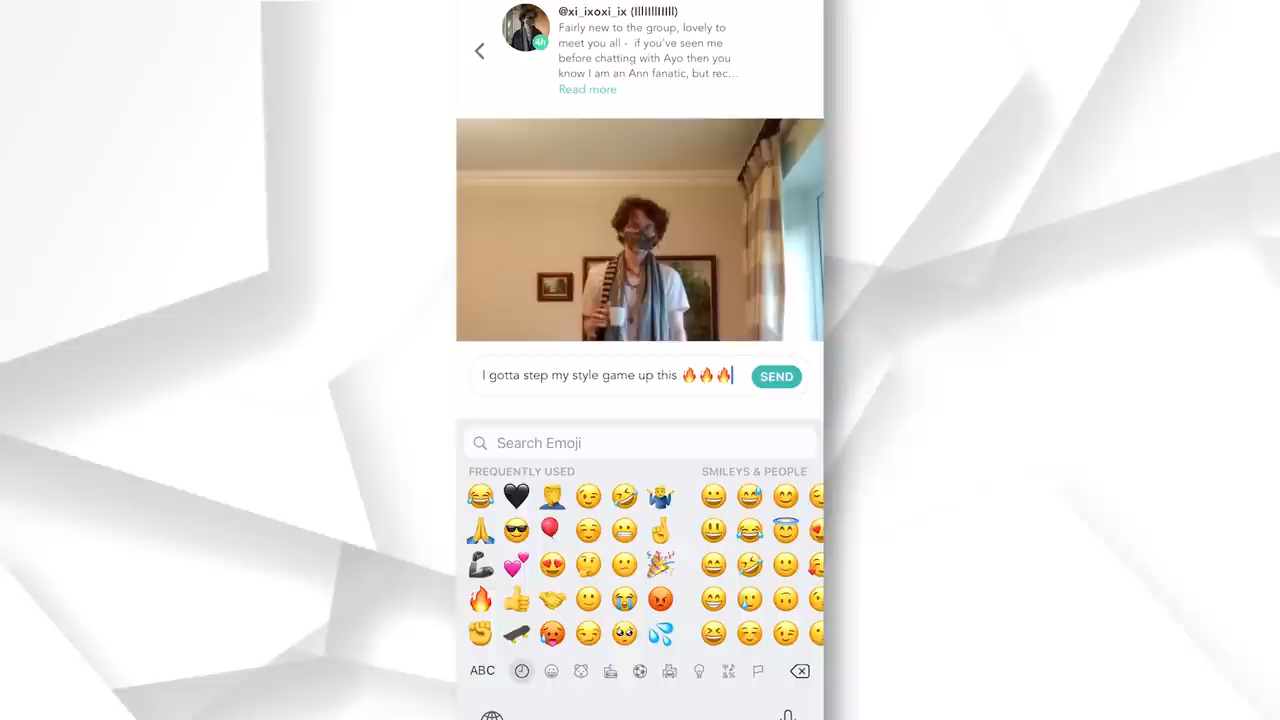 @xi_ixoxi_ix (IIIIIIIIIIII)
Fairly new to the group, lovely to
meet you all - if you've seen me
before chatting with Ayo then you
know I am an Ann fanatic, but rec...
Read more
4h
I gotta step my style game up this 🔥🔥🔥
SEND
Search Emoji
FREQUENTLY USED
SMILEYS & PEOPLE
ABC